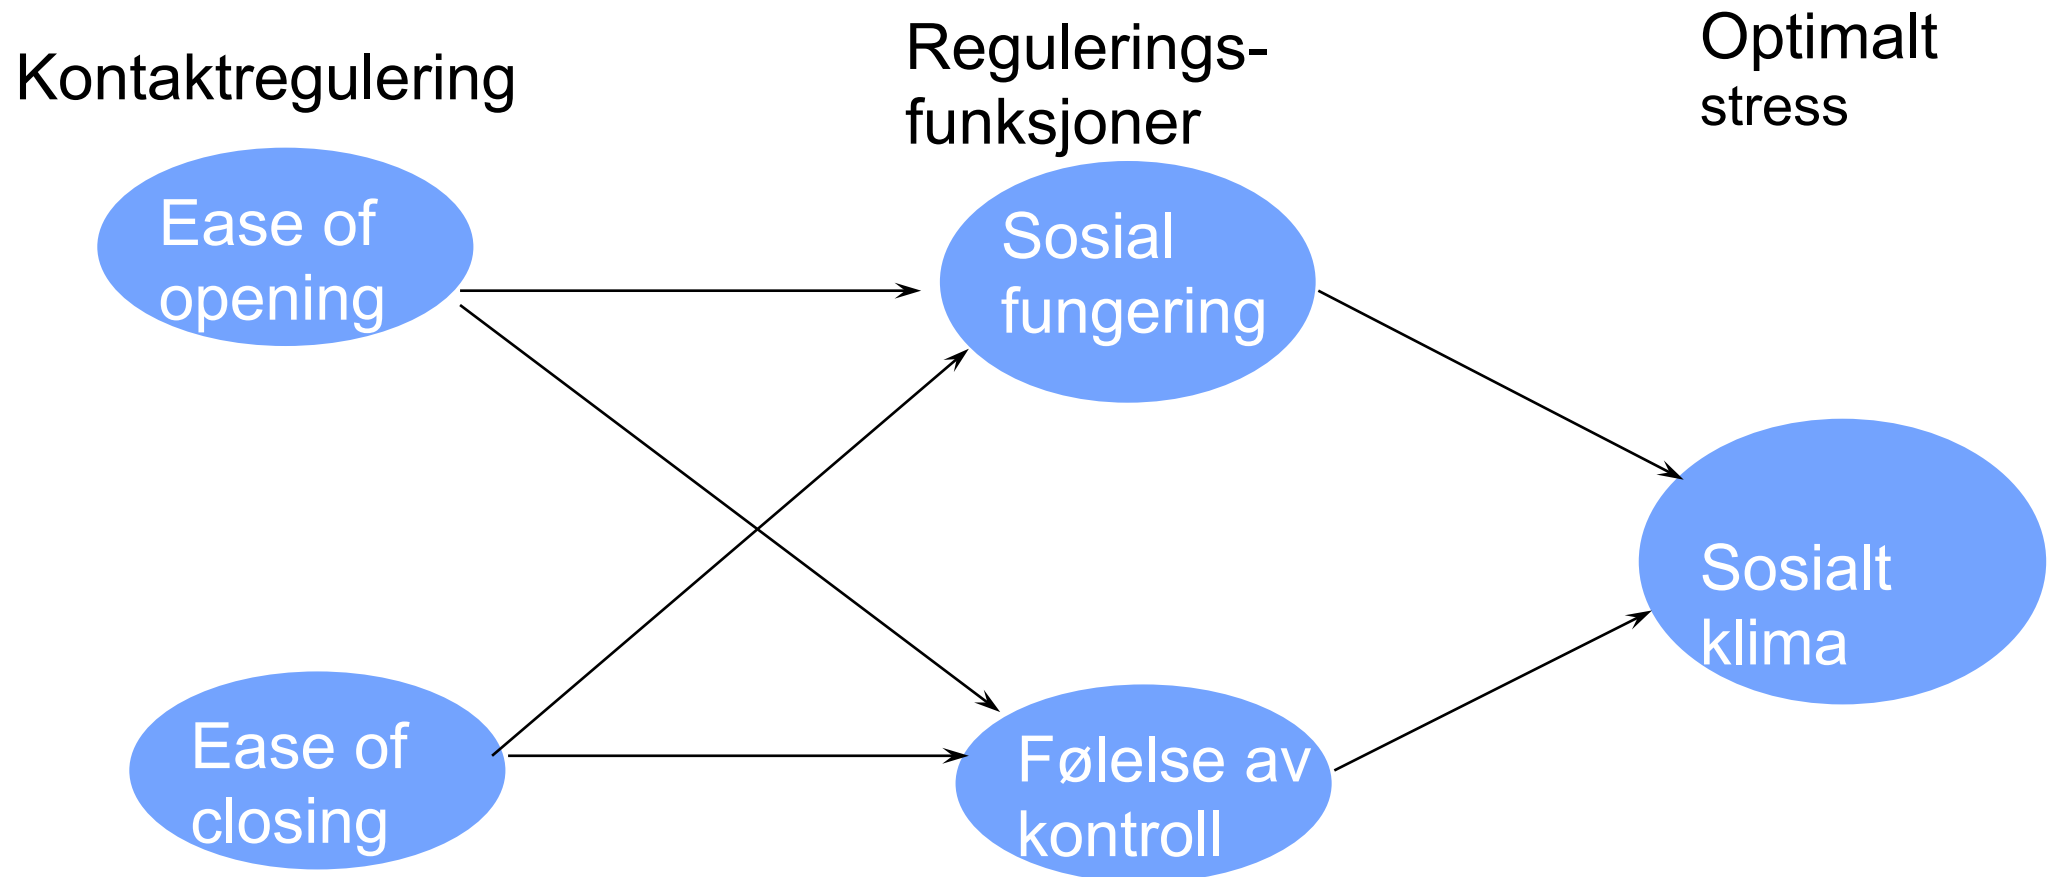 Kontaktregulering
Regulerings-
funksjoner
Optimalt
stress
Ease of
opening
Sosial
fungering
Sosialt
klima
Ease of
closing
Følelse av
kontroll